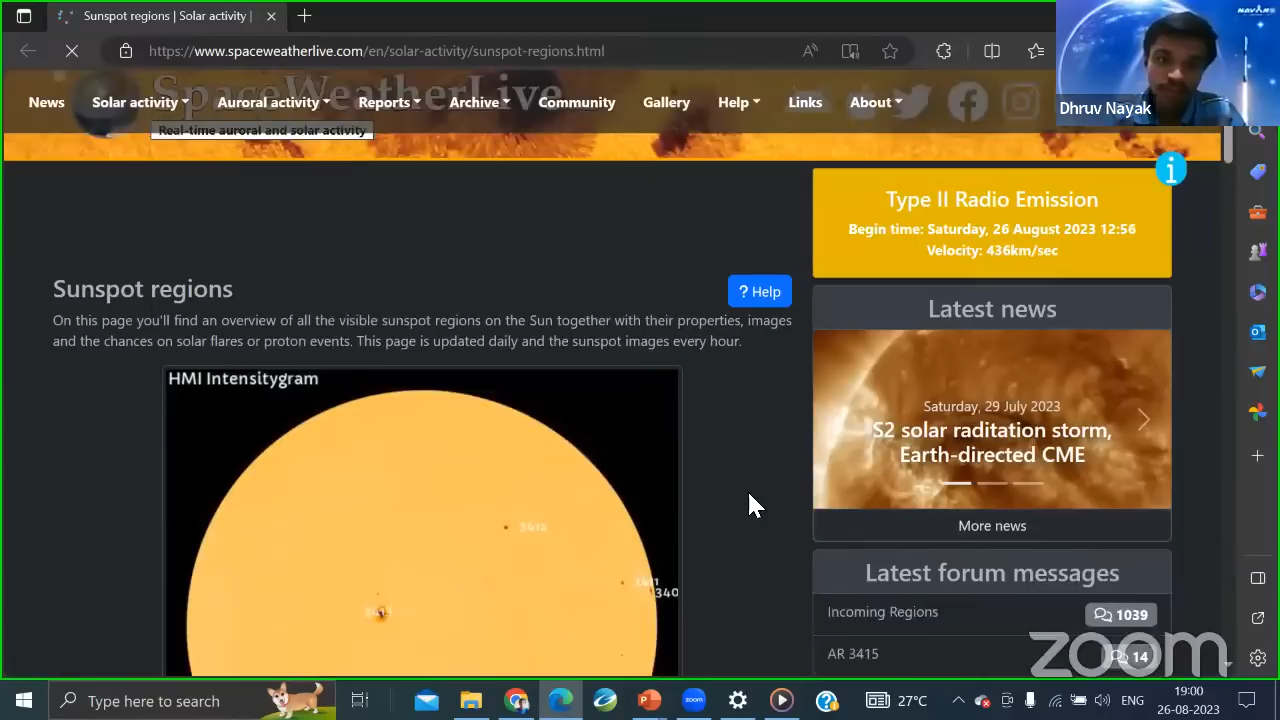 Sunspot regions | Solar activity |
https://www.spaceweatherlive.com/en/solar-activity/sunspot-regions.html
NAYAN
SpaceWeatherLive
News Solar activity Auroral activity Reports Archive Community Gallery Help Links About
Dhruv Nayak
Real-time auroral and solar activity
Type II Radio Emission
Begin time: Saturday, 26 August 2023 12:56
Velocity: 436km/sec
Sunspot regions
? Help
On this page you'll find an overview of all the visible sunspot regions on the Sun together with their properties, images
and the chances on solar flares or proton events. This page is updated daily and the sunspot images every hour.
Latest news
HMI Intensitygram
Saturday, 29 July 2023
S2 solar raditation storm,
Earth-directed CME
More news
3411
340
Latest forum messages
Incoming Regions 1039
AR 3415 14
zoom
Type here to search
27°C
ENG
19:00
26-08-2023